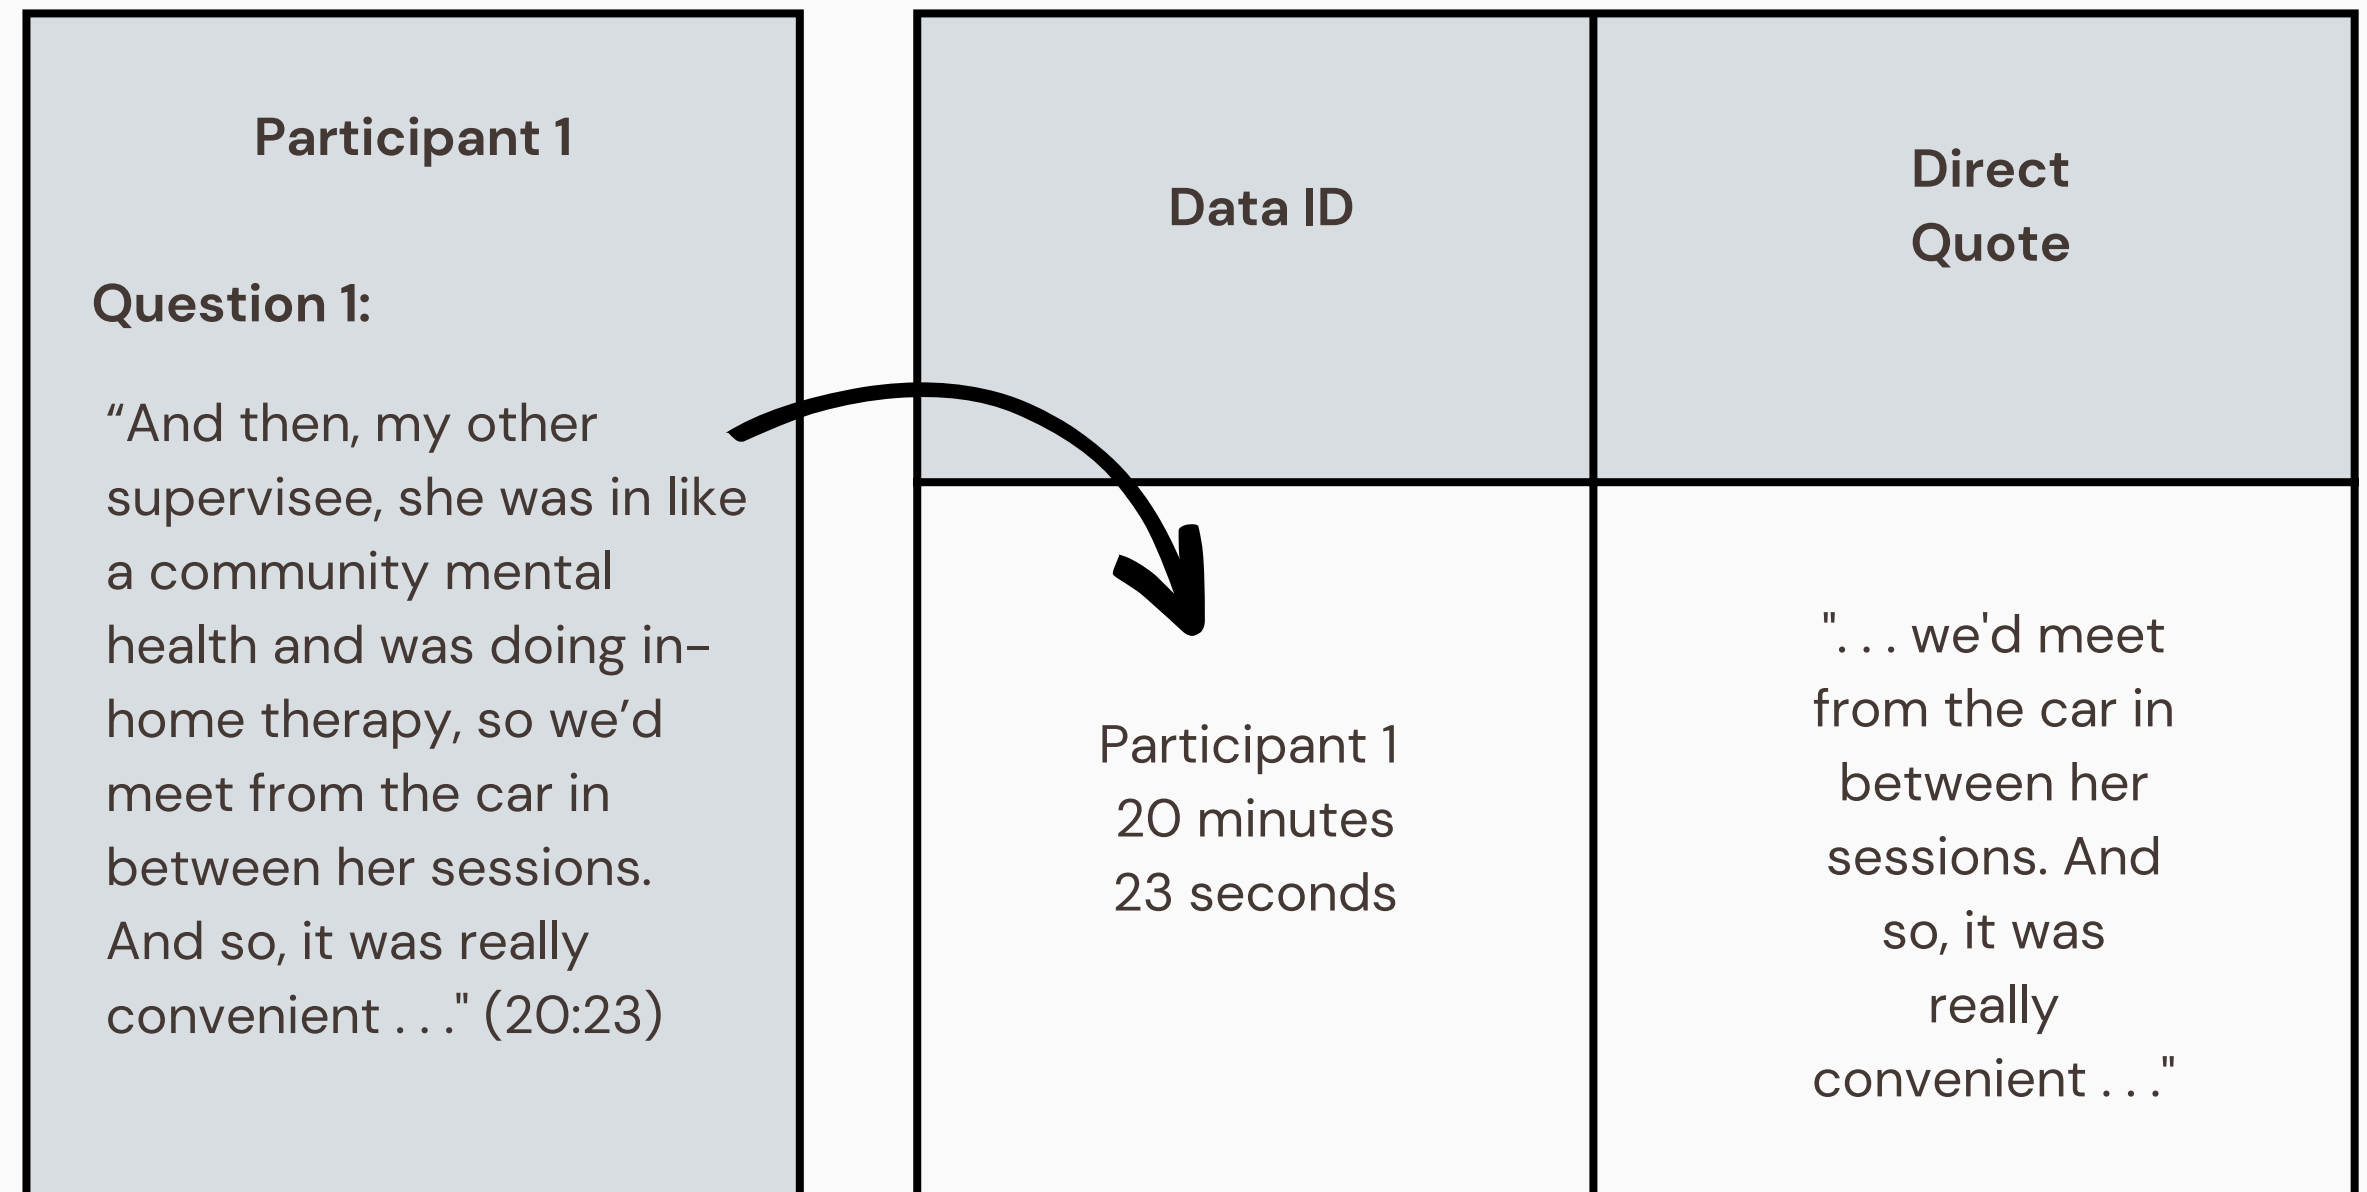 Participant 1
Question 1:
“And then, my other
supervisee, she was in like
a community mental
health and was doing in-
home therapy, so we’d
meet from the car in
between her sessions.
And so, it was really
convenient . . ." (20:23)
Data ID
Direct
Quote
Participant 1
20 minutes
23 seconds
". . . we'd meet
from the car in
between her
sessions. And
so, it was
really
convenient . . ."